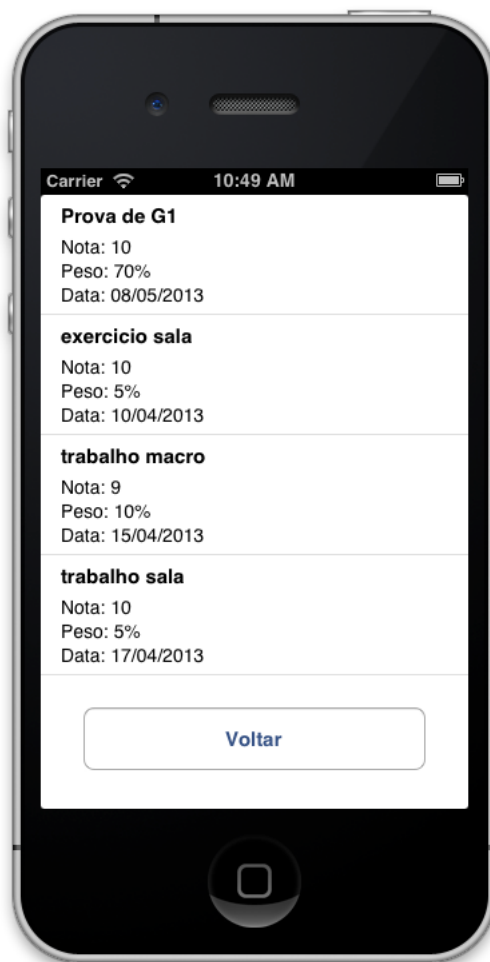 Carrier 10:49 AM
Prova de G1
Nota: 10
Peso: 70%
Data: 08/05/2013
exercicio sala
Nota: 10
Peso: 5%
Data: 10/04/2013
trabalho macro
Nota: 9
Peso: 10%
Data: 15/04/2013
trabalho sala
Nota: 10
Peso: 5%
Data: 17/04/2013
Voltar